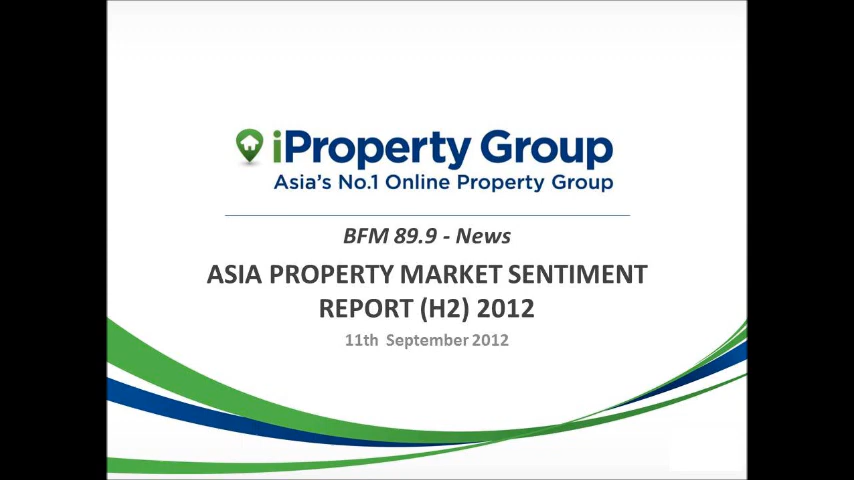 iProperty Group
Asia's No.1 Online Property Group
BFM 89.9 - News
ASIA PROPERTY MARKET SENTIMENT
REPORT (H2) 2012
11th September 2012